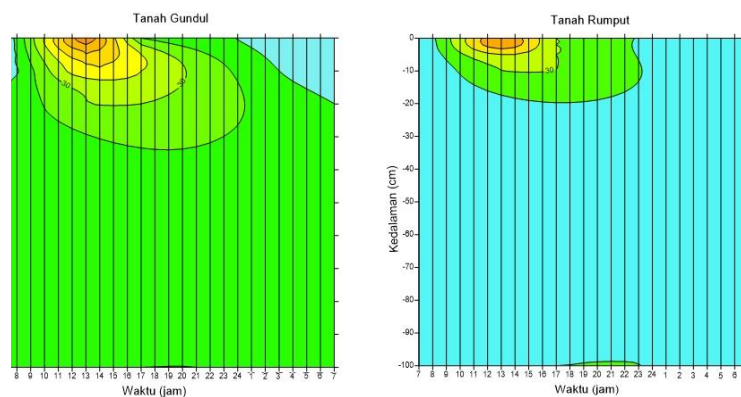 Tanah Gundul
30
8 9 10 11 12 13 14 15 16 17 18 19 20 21 22 23 24 1 2 3 4 5 6 7
Waktu (jam)
Tanah Rumput
Kedalaman (cm)
0
-10
-20
-30
-40
-50
-60
-70
-80
-90
-100
30
7 8 9 10 11 12 13 14 15 16 17 18 19 20 21 22 23 24 1 2 3 4 5 6
Waktu (jam)